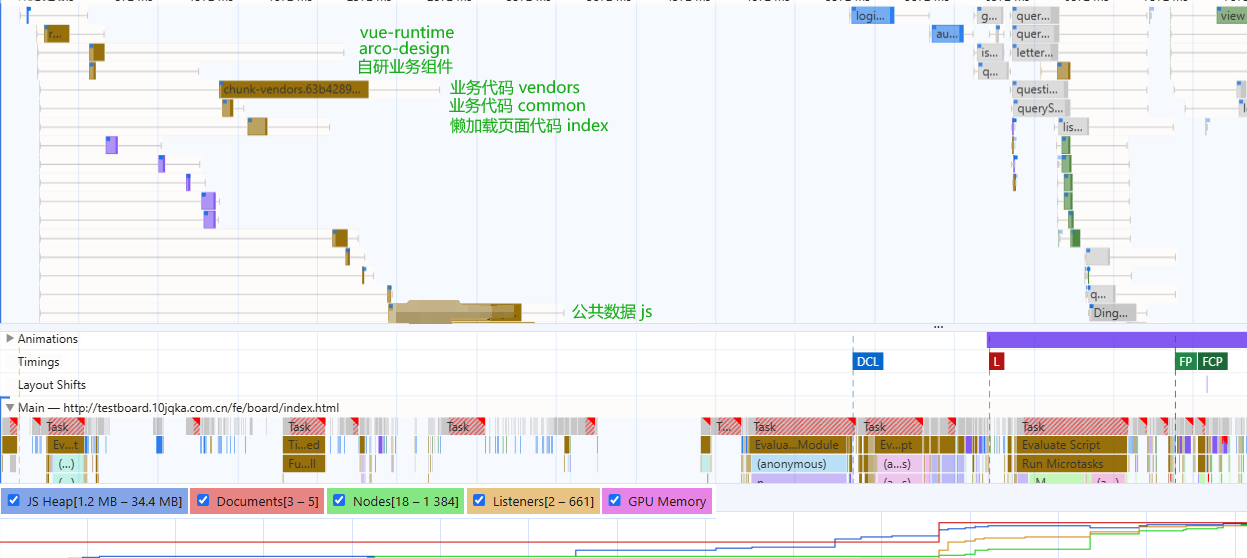 logi...
g...
quer...
view
r...
vue-runtime
au...
quer...
arco-design
is...
letter...
自研业务组件
q...
chunk-vendors.63b4289...
业务代码 vendors
questi...
业务代码 common
queryS...
懒加载页面代码 index
lis...
q...
公共数据 js
Ding...
...
Animations
Timings
DCL
L
FP
FCP
Layout Shifts
Main — http://testboard.10jqka.com.cn/fe/board/index.html
Task
Task
Task
T...
Task
Task
Task
Ev...t
Ti...ed
Evalua...Module
Ev...pt
Evaluate Script
(...)
Fu...ll
(anonymous)
(a...s)
Run Microtasks
JS Heap[1.2 MB – 34.4 MB]
Documents[3 – 5]
Nodes[18 – 1 384]
Listeners[2 – 661]
GPU Memory